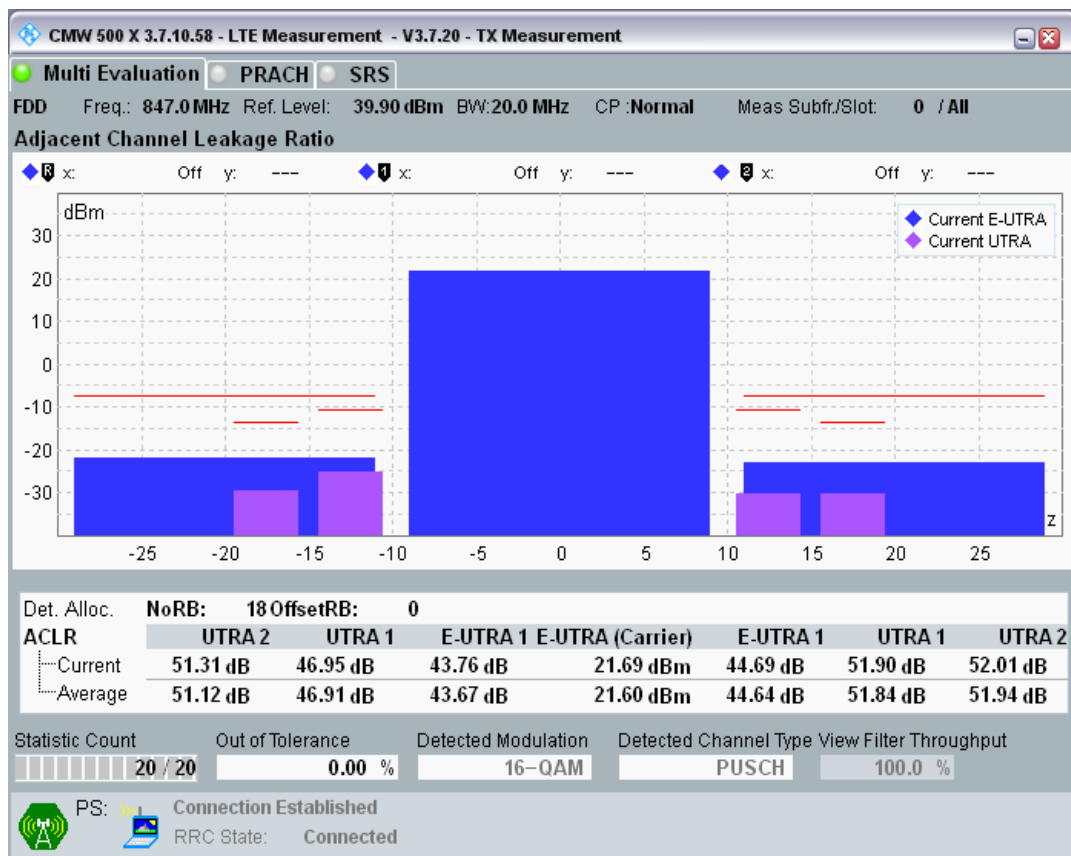 CMW 500 X 3.7.10.58 - LTE Measurement - V3.7.20 - TX Measurement
Multi Evaluation PRACH SRS
FDD Freq.: 847.0 MHz Ref. Level: 39.90 dBm BW:20.0 MHz CP :Normal Meas Subfr./Slot: 0 / All
Adjacent Channel Leakage Ratio
R x: Off y: --- 1 x: Off y: --- 2 x: Off y: ---
dBm
Current E-UTRA
Current UTRA
30
20
10
0
-10
-20
-30
z
-25 -20 -15 -10 -5 0 5 10 15 20 25
Det. Alloc. NoRB: 18 OffsetRB: 0
ACLR UTRA 2 UTRA 1 E-UTRA 1 E-UTRA (Carrier) E-UTRA 1 UTRA 1 UTRA 2
Current 51.31 dB 46.95 dB 43.76 dB 21.69 dBm 44.69 dB 51.90 dB 52.01 dB
Average 51.12 dB 46.91 dB 43.67 dB 21.60 dBm 44.64 dB 51.84 dB 51.94 dB
Statistic Count Out of Tolerance Detected Modulation Detected Channel Type View Filter Throughput
20 / 20 0.00 % 16-QAM PUSCH 100.0 %
PS: Connection Established
RRC State: Connected